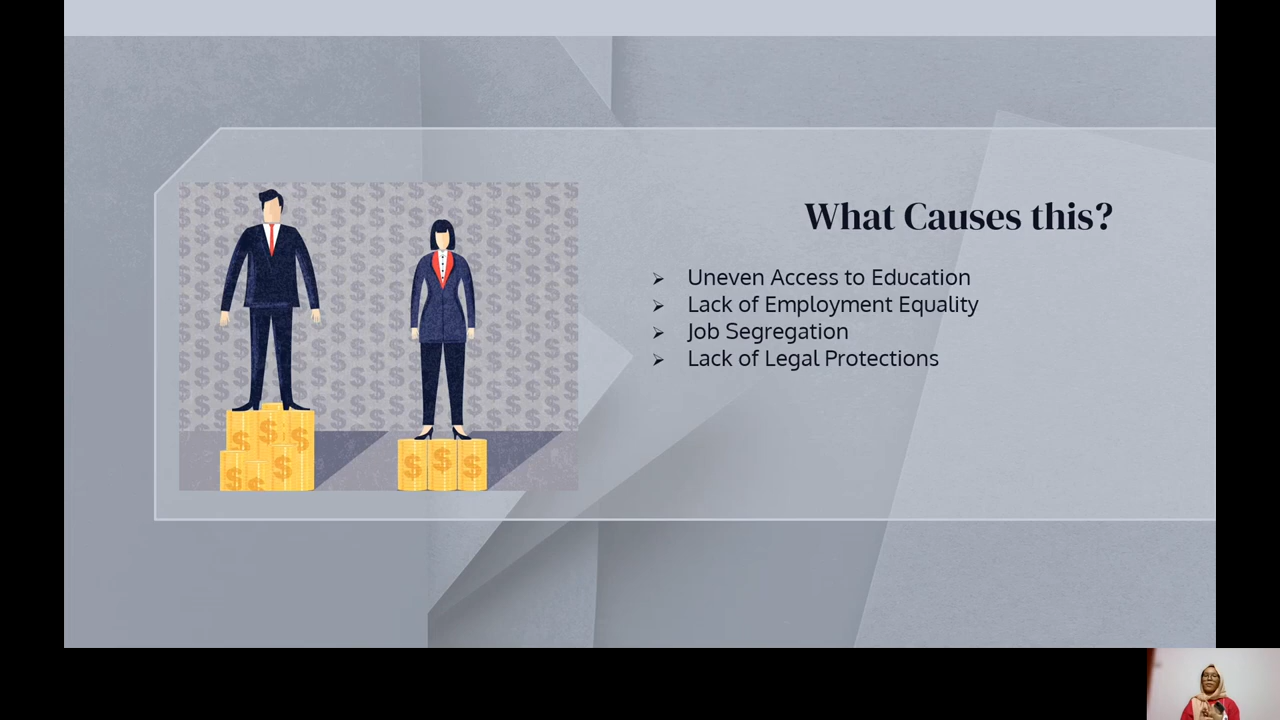 What Causes this?
➢ Uneven Access to Education
➢ Lack of Employment Equality
➢ Job Segregation
➢ Lack of Legal Protections